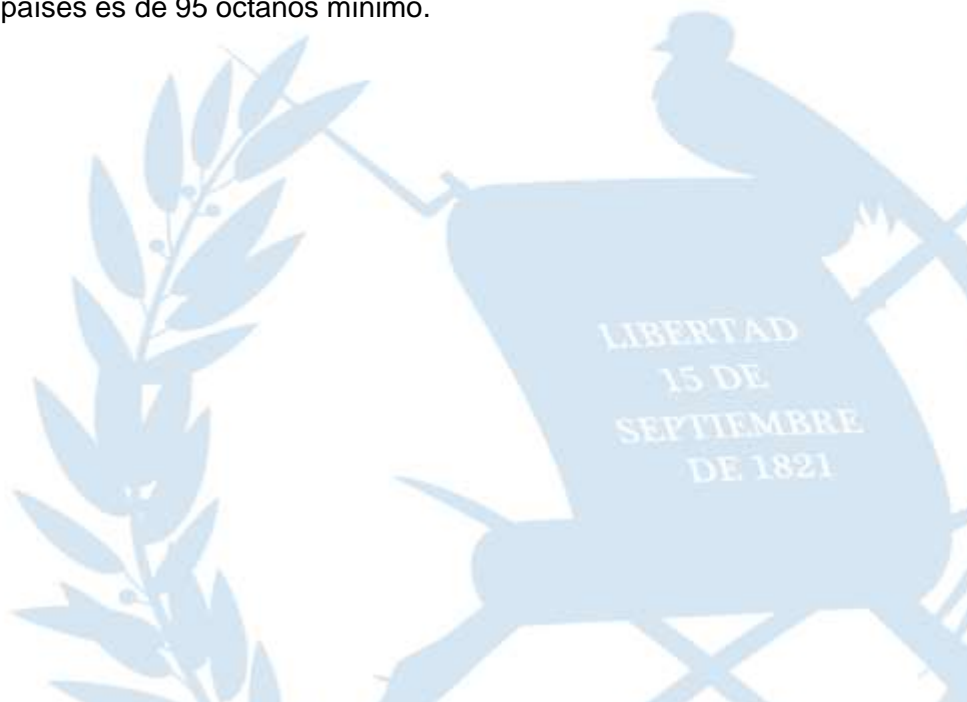 países es de 95 octanos mínimo.
LIBERTAD
15 DE
SEPTIEMBRE
DE 1821